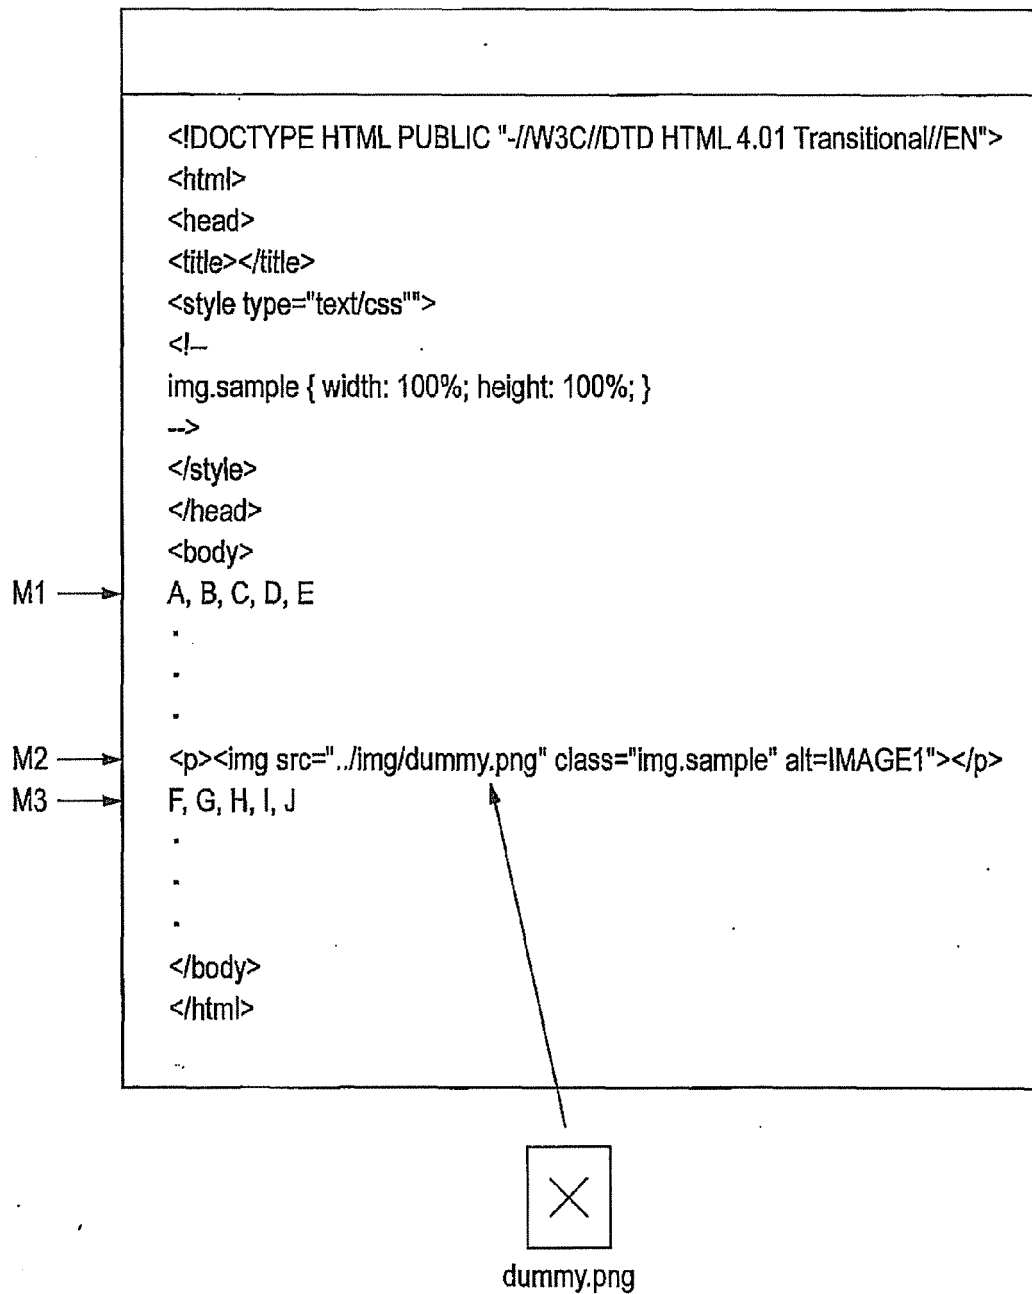 <!DOCTYPE HTML PUBLIC "-//W3C//DTD HTML 4.01 Transitional//EN">
<html>
<head>
<title></title>
<style type="text/css"">
<!--
img.sample { width: 100%; height: 100%; }
-->
</style>
</head>
<body>
M1 A, B, C, D, E
.
.
.
M2 <p><img src="../img/dummy.png" class="img.sample" alt=IMAGE1"></p>
M3 F, G, H, I, J
.
.
.
</body>
</html>
dummy.png